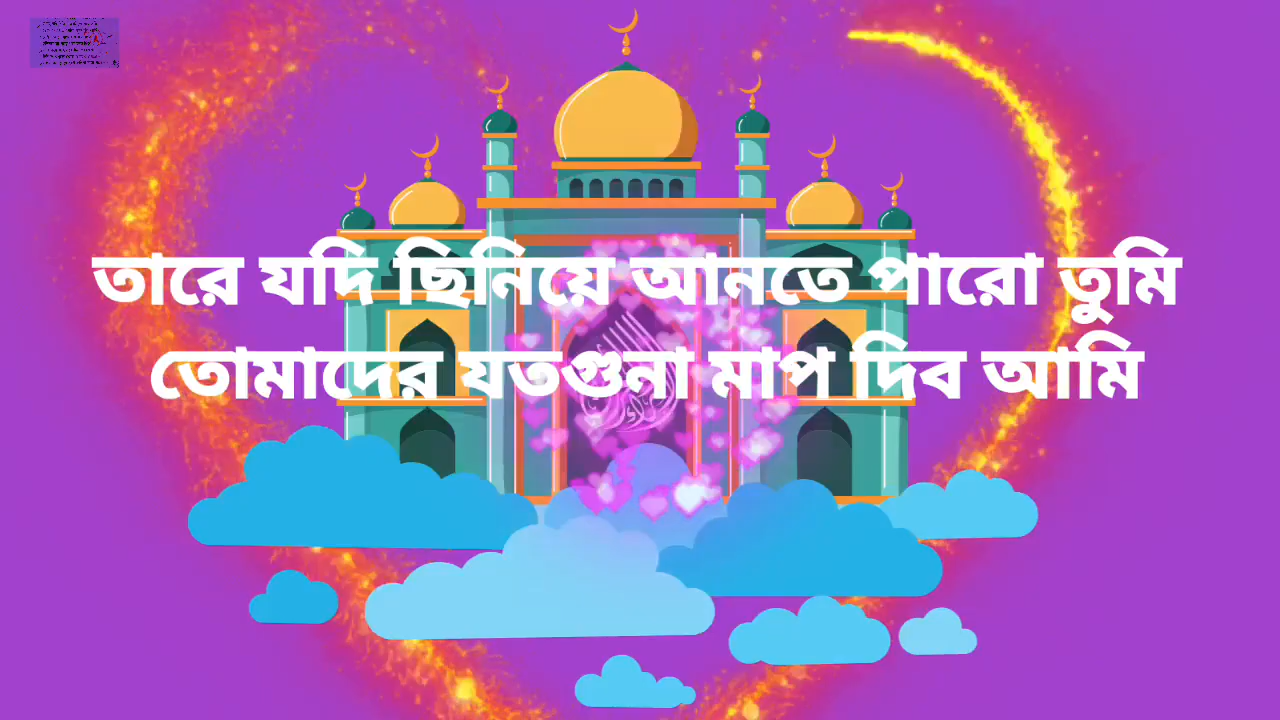 তারে যদি ছিনিয়ে আনতে পারো তুমি
তোমাদের যতগুনা মাপ দিব আমি